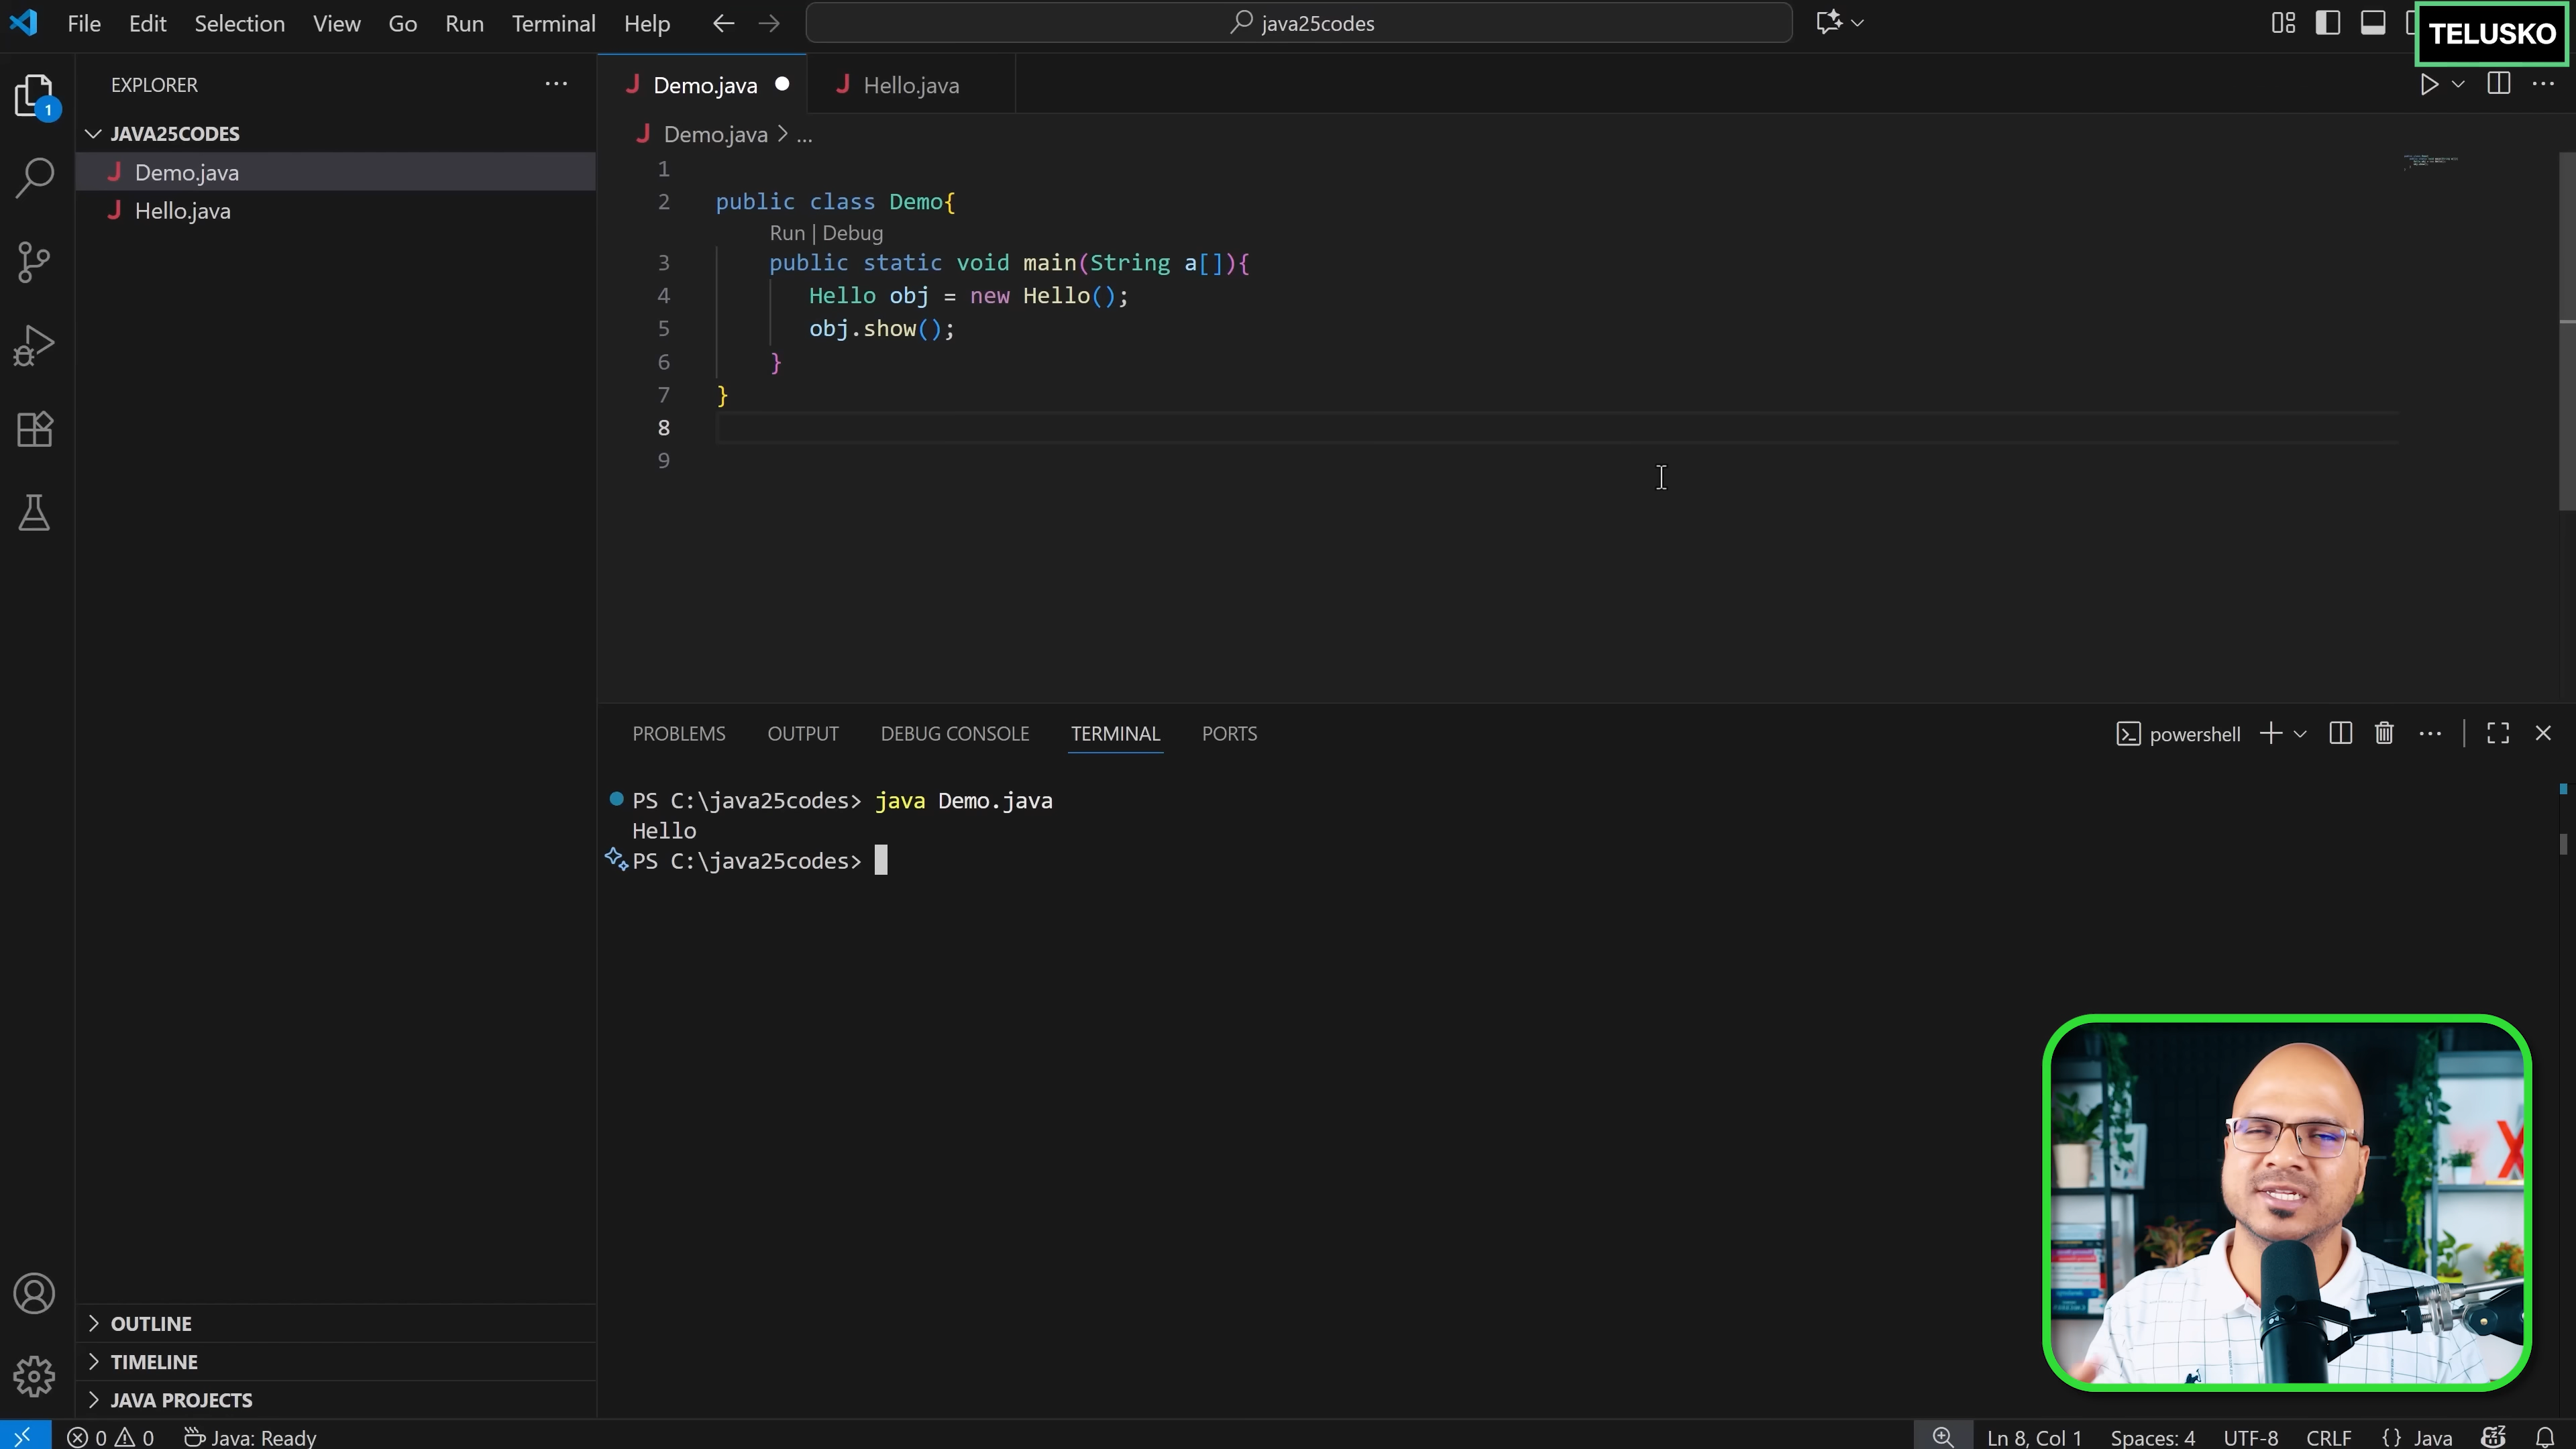 File Edit Selection View Go Run Terminal Help
java25codes
TELUSKO
EXPLORER
1
JAVA25CODES
Demo.java
Hello.java
Demo.java
Hello.java
Demo.java > ...
1
2 public class Demo{
Run | Debug
3 public static void main(String a[]){
4 Hello obj = new Hello();
5 obj.show();
6 }
7 }
8
9
PROBLEMS OUTPUT DEBUG CONSOLE TERMINAL PORTS
powershell
PS C:\java25codes> java Demo.java
Hello
PS C:\java25codes>
OUTLINE
TIMELINE
JAVA PROJECTS
0 0 Java: Ready
Ln 8, Col 1 Spaces: 4 UTF-8 CRLF {} Java